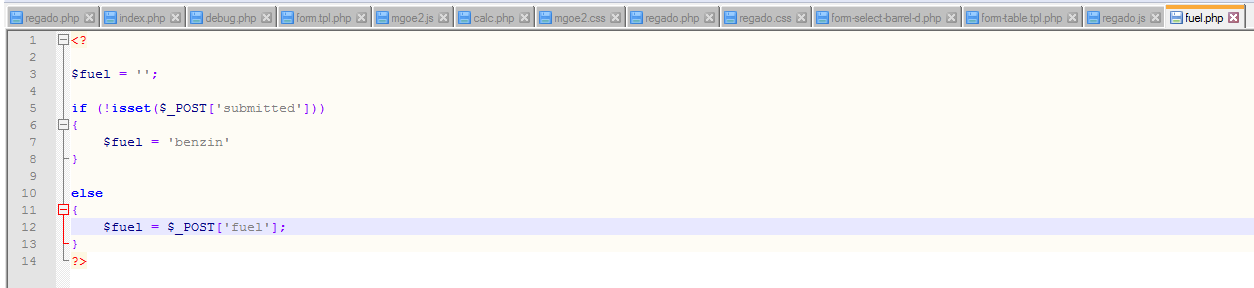 regado.php index.php debug.php form.tpl.php mgoe2.js calc.php mgoe2.css regado.php regado.css form-select-barrel-d.php form-table.tpl.php regado.js fuel.php
1 <?
2
3 $fuel = '';
4
5 if (!isset($_POST['submitted']))
6 {
7 $fuel = 'benzin'
8 }
9
10 else
11 {
12 $fuel = $_POST['fuel'];
13 }
14 ?>